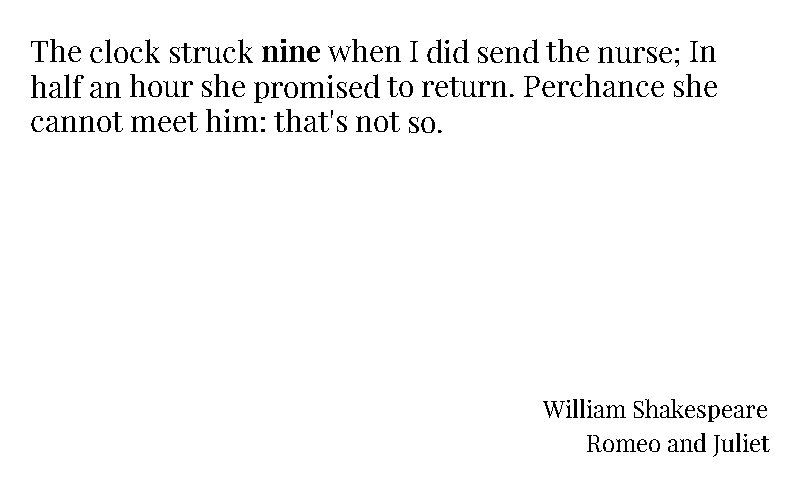 The clock struck nine when I did send the nurse; In
half an hour she promised to return. Perchance she
cannot meet him: that's not so.
William Shakespeare
Romeo and Juliet